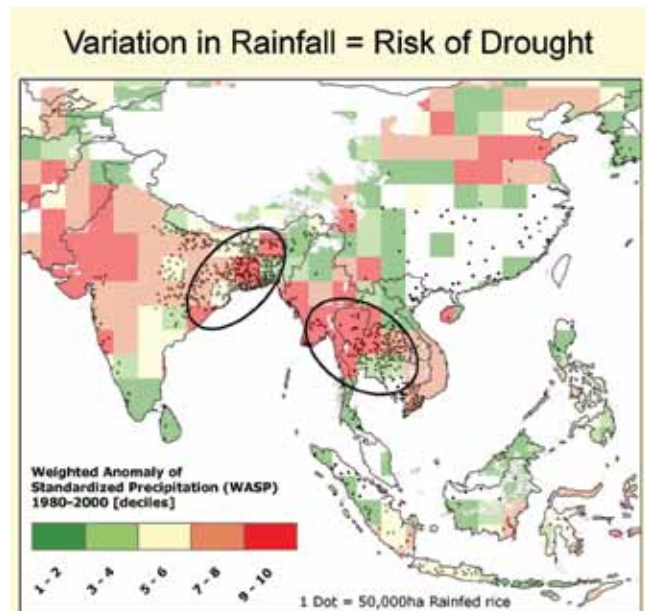 Variation in Rainfall = Risk of Drought
Weighted Anomaly of
Standardized Precipitation (WASP)
1980-2000 [deciles]
1 - 2
3 - 4
5 - 6
7 - 8
9 - 10
1 Dot = 50,000ha Rainfed rice